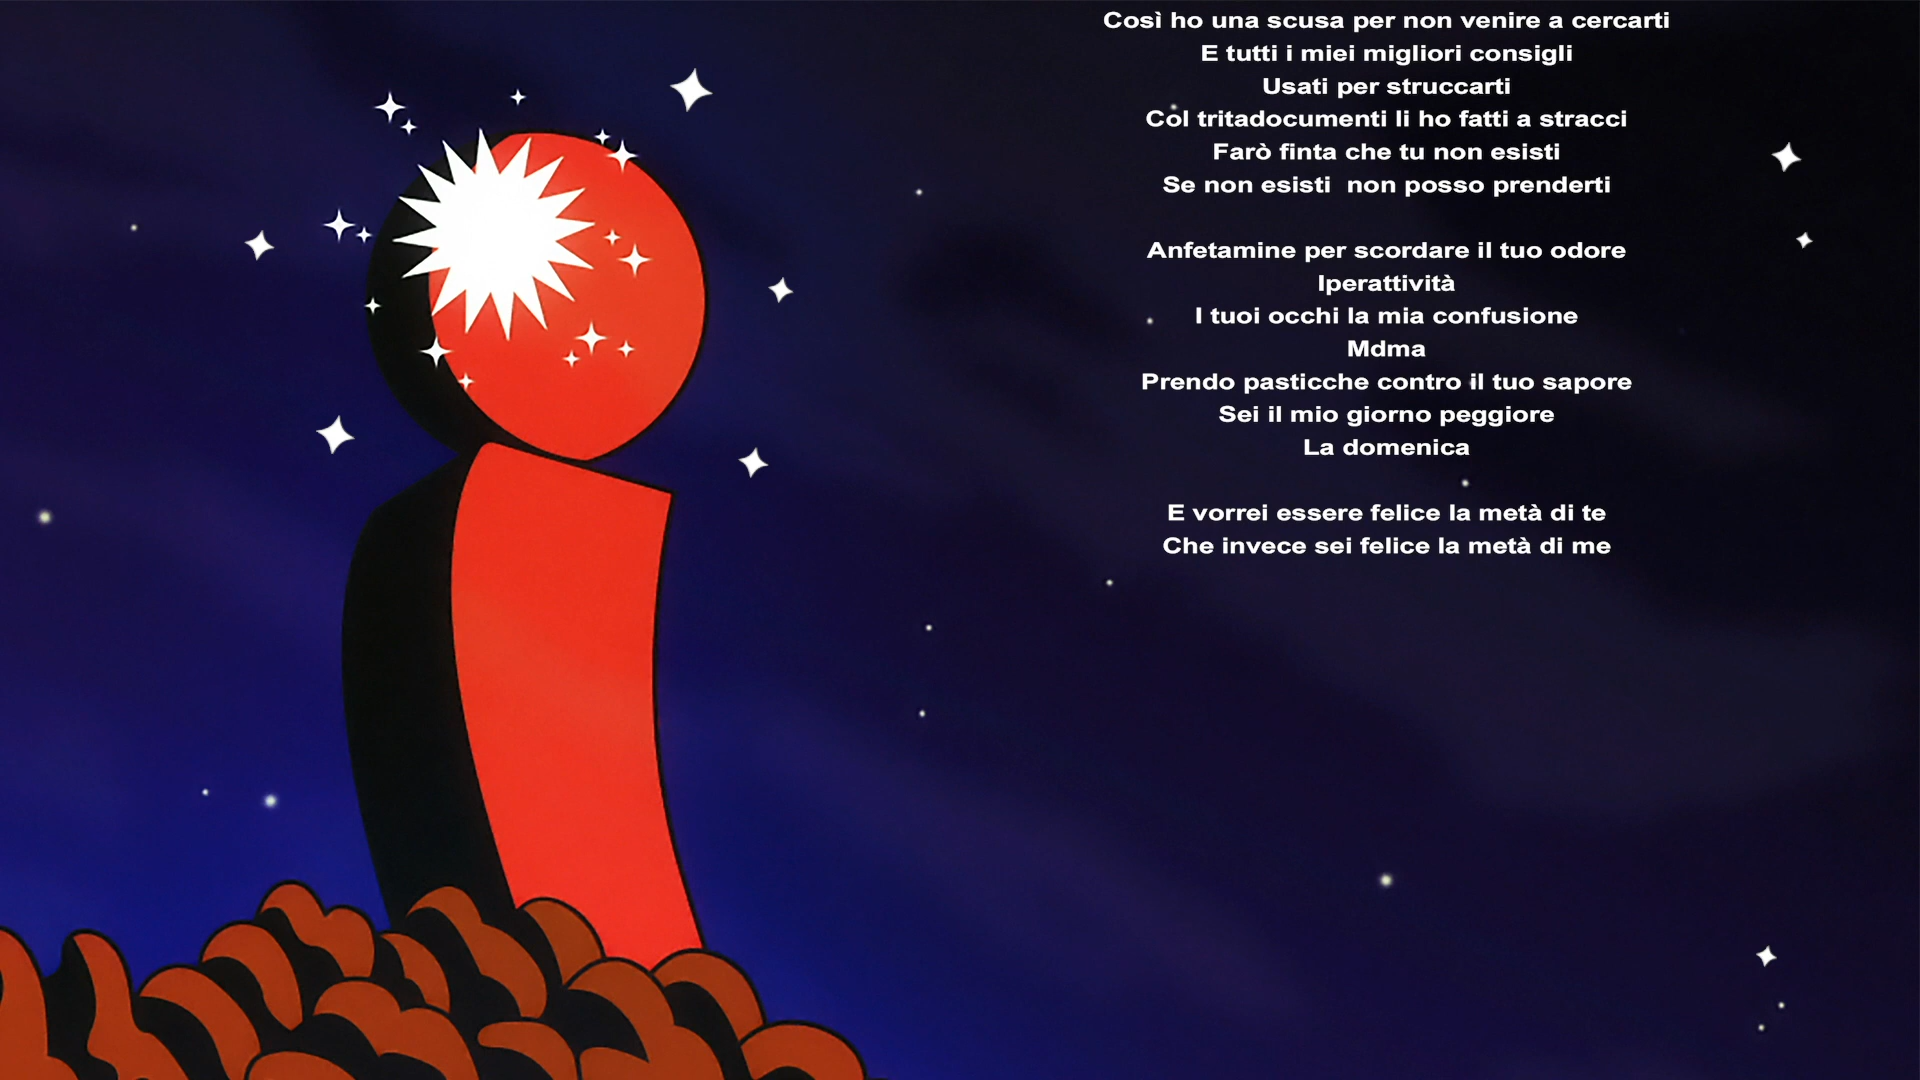 Così ho una scusa per non venire a cercarti
E tutti i miei migliori consigli
Usati per struccarti
Col tritadocumenti li ho fatti a stracci
Farò finta che tu non esisti
Se non esisti  non posso prenderti

Anfetamine per scordare il tuo odore
Iperattività
I tuoi occhi la mia confusione
Mdma
Prendo pasticche contro il tuo sapore
Sei il mio giorno peggiore
La domenica

E vorrei essere felice la metà di te
Che invece sei felice la metà di me